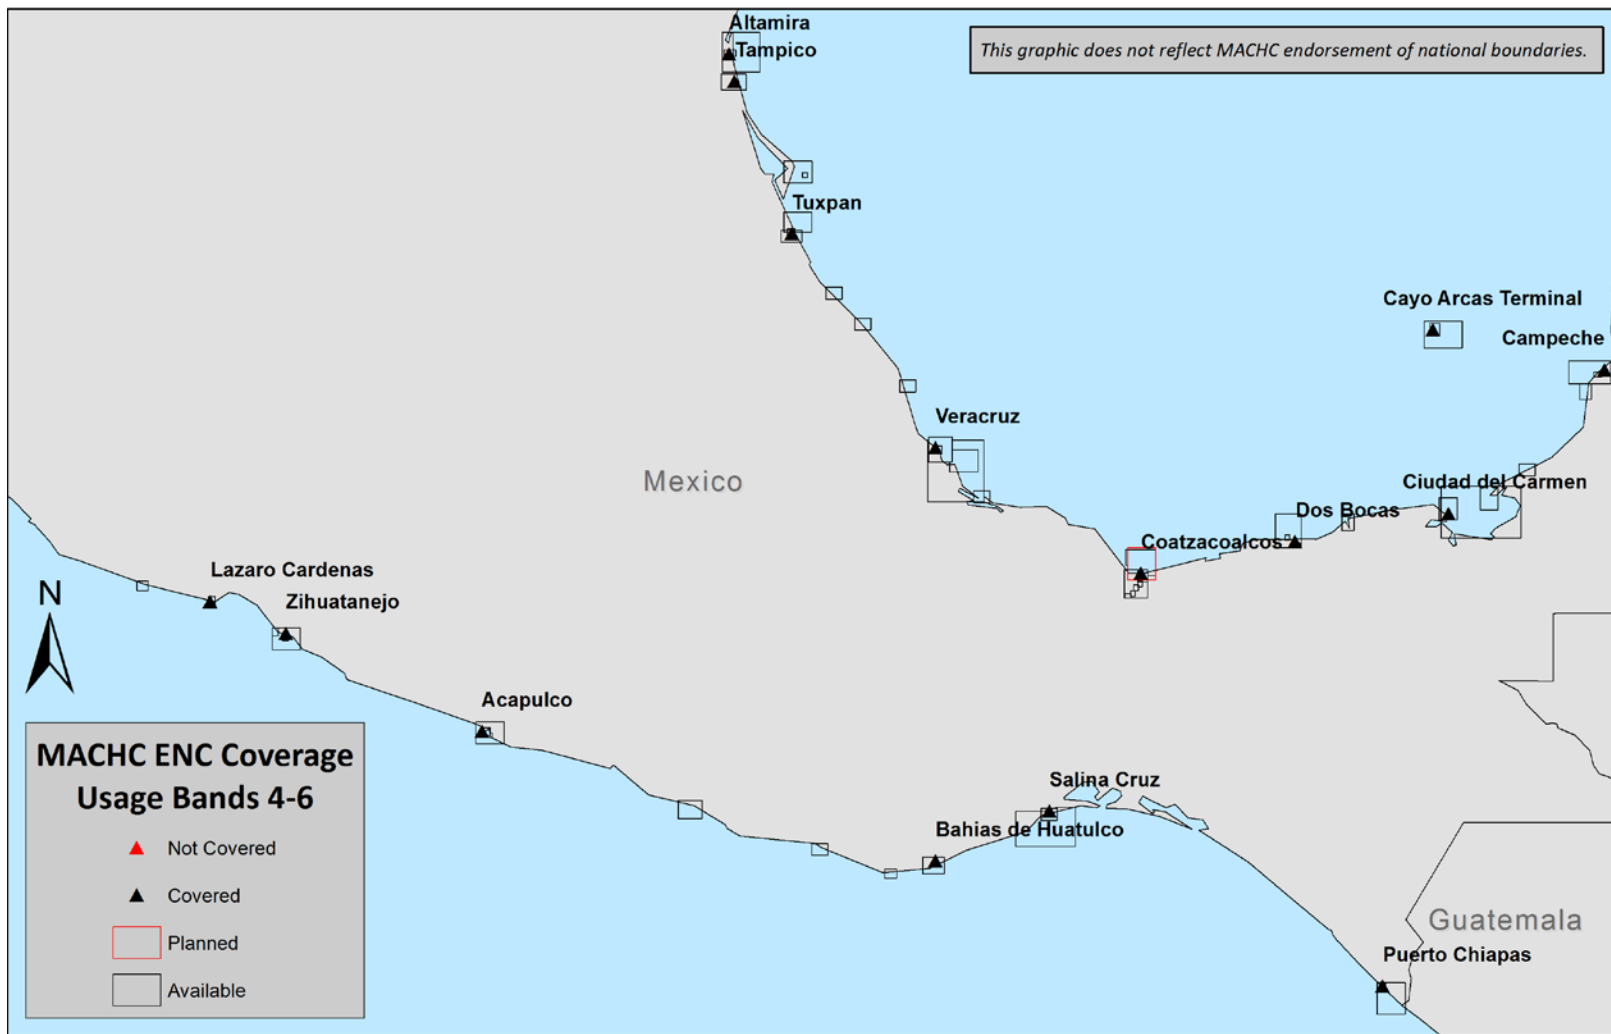 Altamira
This graphic does not reflect MACHC endorsement of national boundaries.
Tampico
Tuxpan
Cayo Arcas Terminal
Campeche
Veracruz
Mexico
Ciudad del Carmen
Dos Bocas
Coatzacoalcos
Lazaro Cardenas
N
Zihuatanejo
Acapulco
MACHC ENC Coverage
Usage Bands 4-6
Not Covered
Covered
Planned
Available
Salina Cruz
Bahias de Huatulco
Guatemala
Puerto Chiapas